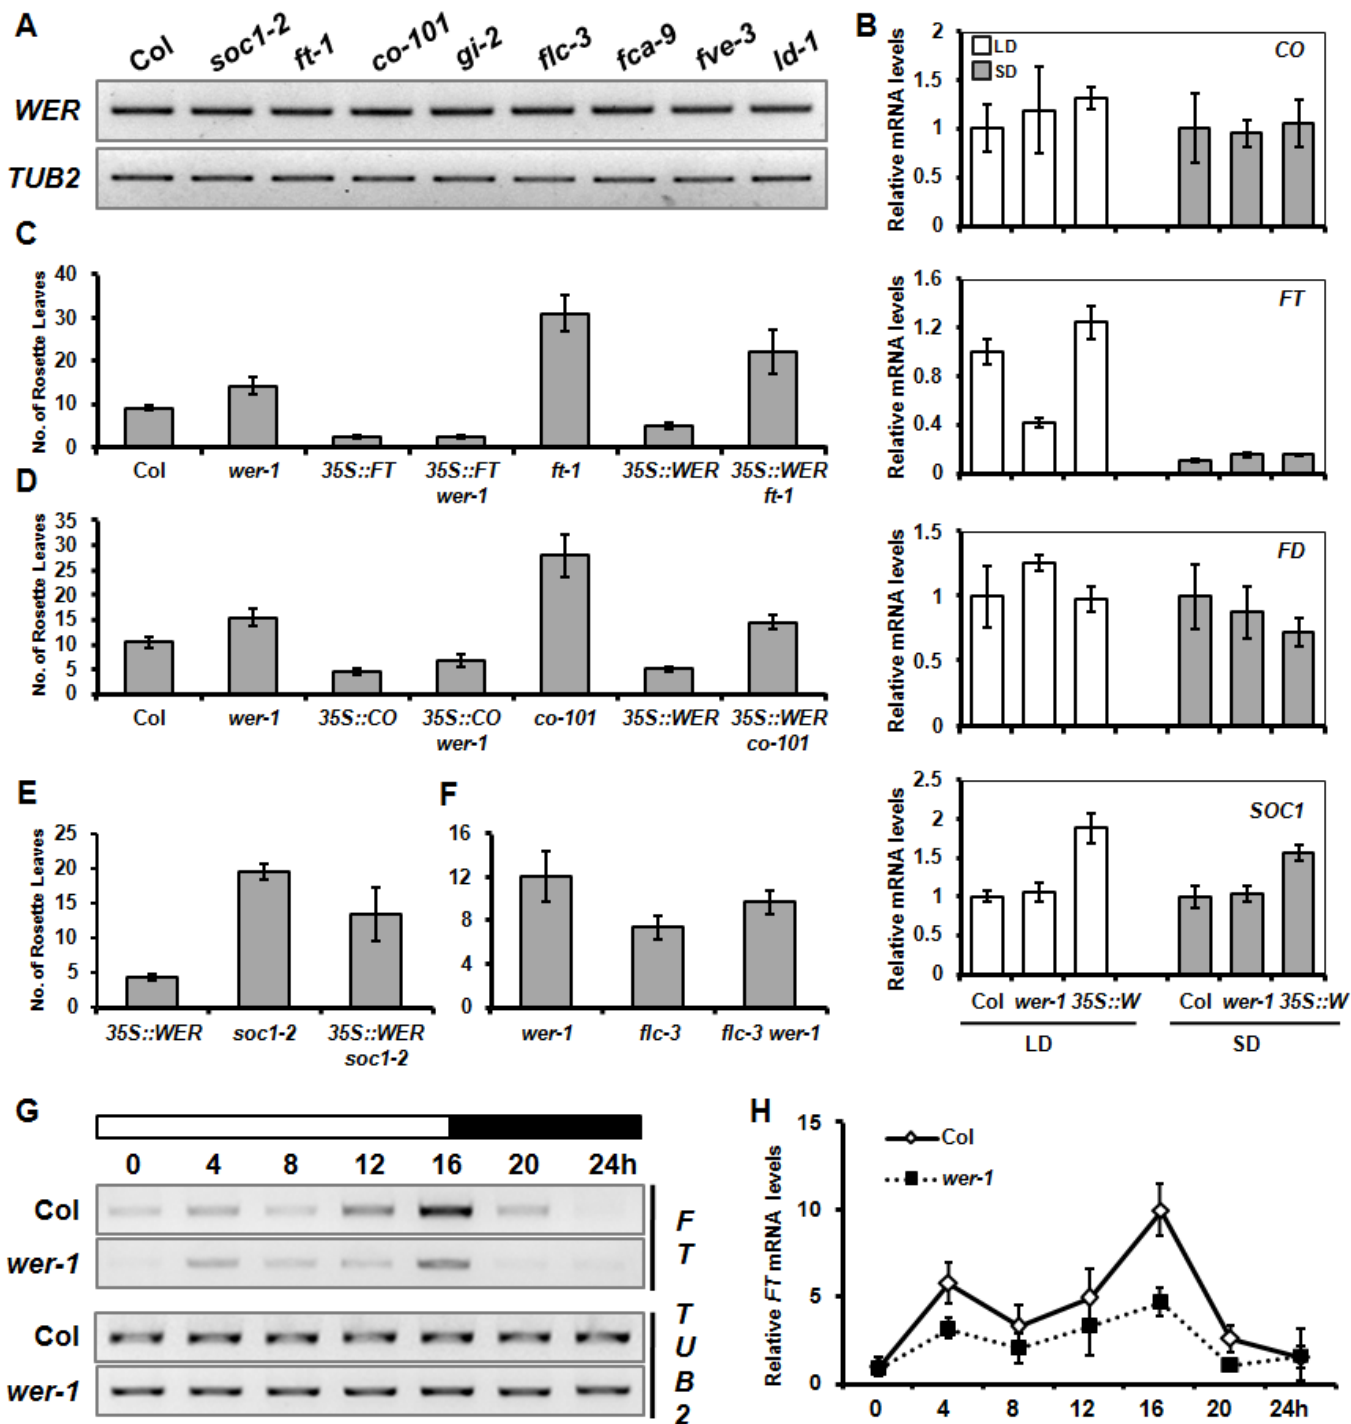 A
Col soc1-2 ft-1 co-101 gi-2 flc-3 fca-9 fve-3 ld-1
WER
TUB2
B
Relative mRNA levels
2
1.5
1
0.5
0
LD
SD
CO
Relative mRNA levels
1.6
1.2
0.8
0.4
0
FT
Relative mRNA levels
1.5
1
0.5
0
FD
Relative mRNA levels
2.5
2
1.5
1
0.5
0
SOC1
Col wer-1 35S::W Col wer-1 35S::W
LD SD
C
No. of Rosette Leaves
40
30
20
10
0
Col wer-1 35S::FT 35S::FT ft-1 35S::WER 35S::WER
wer-1 ft-1
D
No. of Rosette Leaves
35
30
25
20
15
10
5
0
Col wer-1 35S::CO 35S::CO co-101 35S::WER 35S::WER
wer-1 co-101
E
No. of Rosette Leaves
25
20
15
10
5
0
35S::WER soc1-2 35S::WER
soc1-2
F
16
12
8
4
0
wer-1 flc-3 flc-3 wer-1
G
0 4 8 12 16 20 24h
Col
wer-1
F
T
Col
wer-1
T
U
B
2
H
Relative FT mRNA levels
15
10
5
0
Col
wer-1
0 4 8 12 16 20 24h